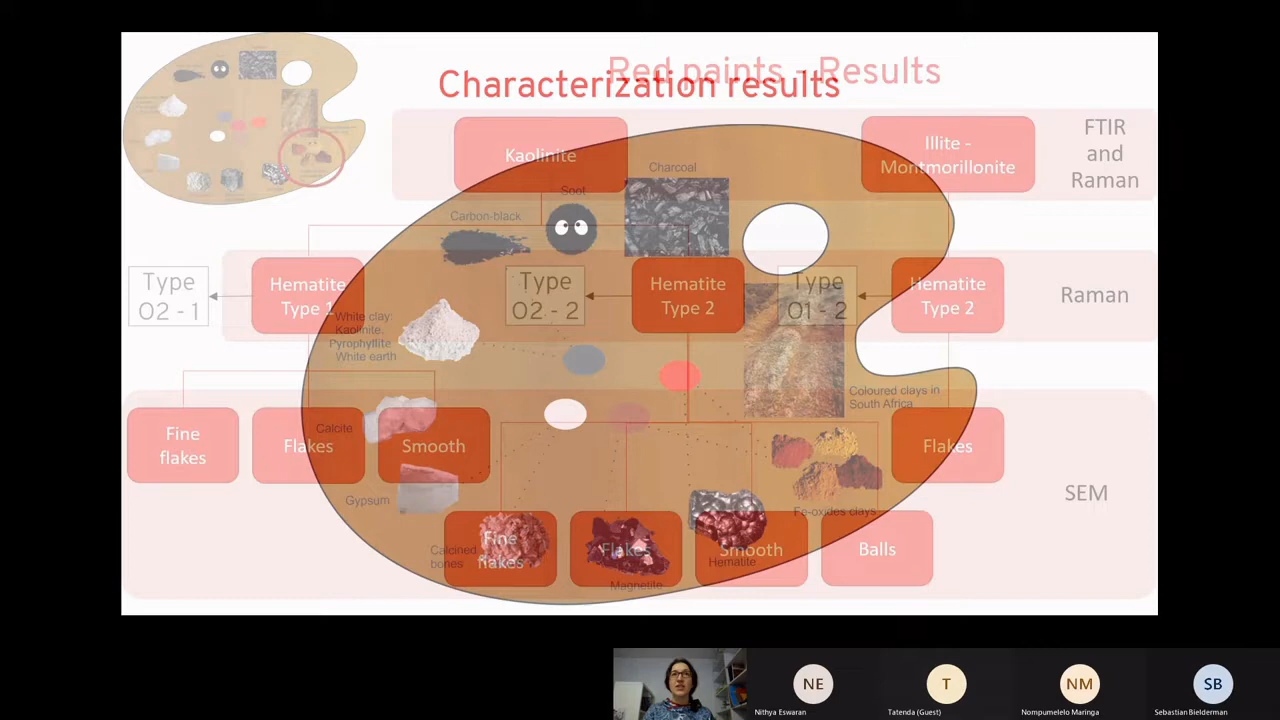 Red paints - Results
Characterization results
FTIR
and
Raman
Kaolinite
Illite -
Montmorillonite
Charcoal
Soot
Carbon-black
Type
O2 - 1
Hematite
Type 1
Type
O2 - 2
Hematite
Type 2
Type
O1 - 2
Hematite
Type 2
Raman
White clay:
Kaolinite.
Pyrophyllite
White earth
Coloured clays in
South Africa
Calcite
Fine
flakes
Flakes
Smooth
Flakes
SEM
Gypsum
Fe-oxides clays
Calcined
bones
Fine
flakes
Flakes
Smooth
Balls
Hematite
Magnetite
NE
T
NM
SB
Nithya Eswaran
Tatenda (Guest)
Nompumelelo Maringa
Sebastian Bielderman